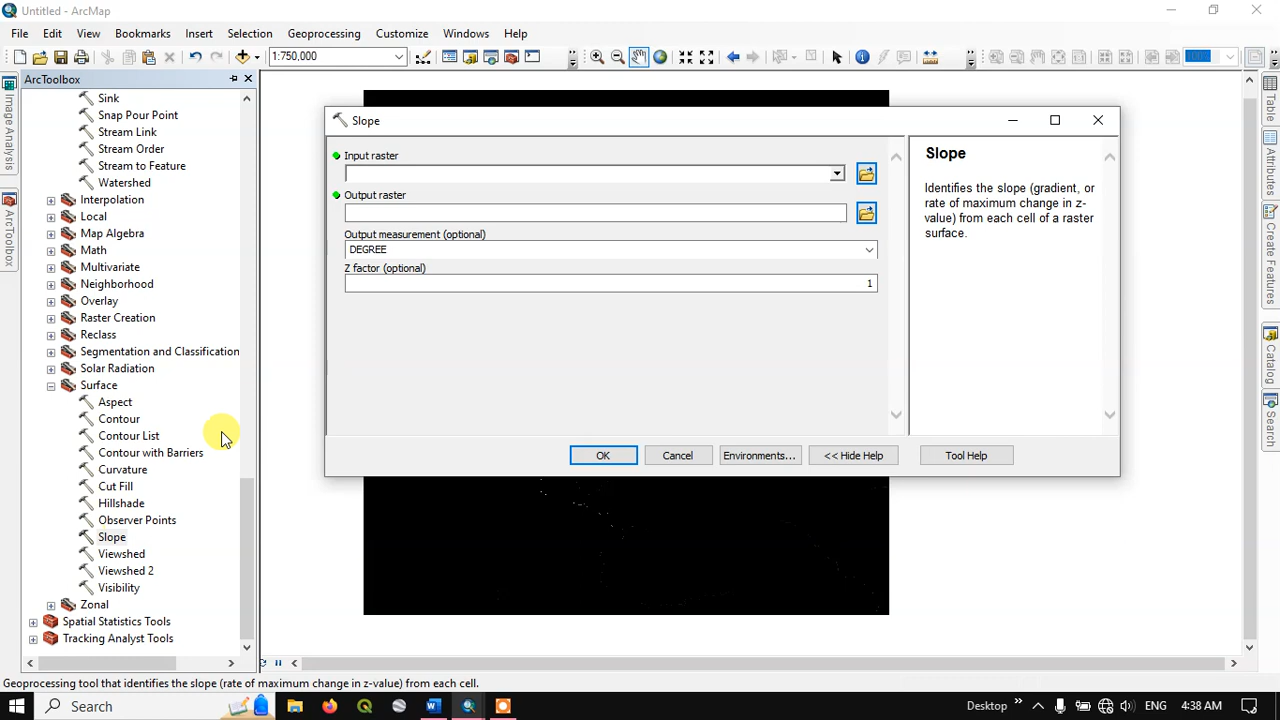 Untitled - ArcMap
File Edit View Bookmarks Insert Selection Geoprocessing Customize Windows Help
1:750,000
ArcToolbox
Image Analysis
ArcToolbox
Sink
Snap Pour Point
Stream Link
Stream Order
Stream to Feature
Watershed
Interpolation
Local
Map Algebra
Math
Multivariate
Neighborhood
Overlay
Raster Creation
Reclass
Segmentation and Classification
Solar Radiation
Surface
Aspect
Contour
Contour List
Contour with Barriers
Curvature
Cut Fill
Hillshade
Observer Points
Slope
Viewshed
Viewshed 2
Visibility
Zonal
Spatial Statistics Tools
Tracking Analyst Tools
Slope
Input raster
Output raster
Output measurement (optional)
DEGREE
Z factor (optional)
1
OK Cancel Environments... << Hide Help Tool Help
Slope
Identifies the slope (gradient, or
rate of maximum change in z-
value) from each cell of a raster
surface.
Table
Attributes
Create Features
Catalog
Search
Geoprocessing tool that identifies the slope (rate of maximum change in z-value) from each cell.
Search
Desktop
ENG
4:38 AM